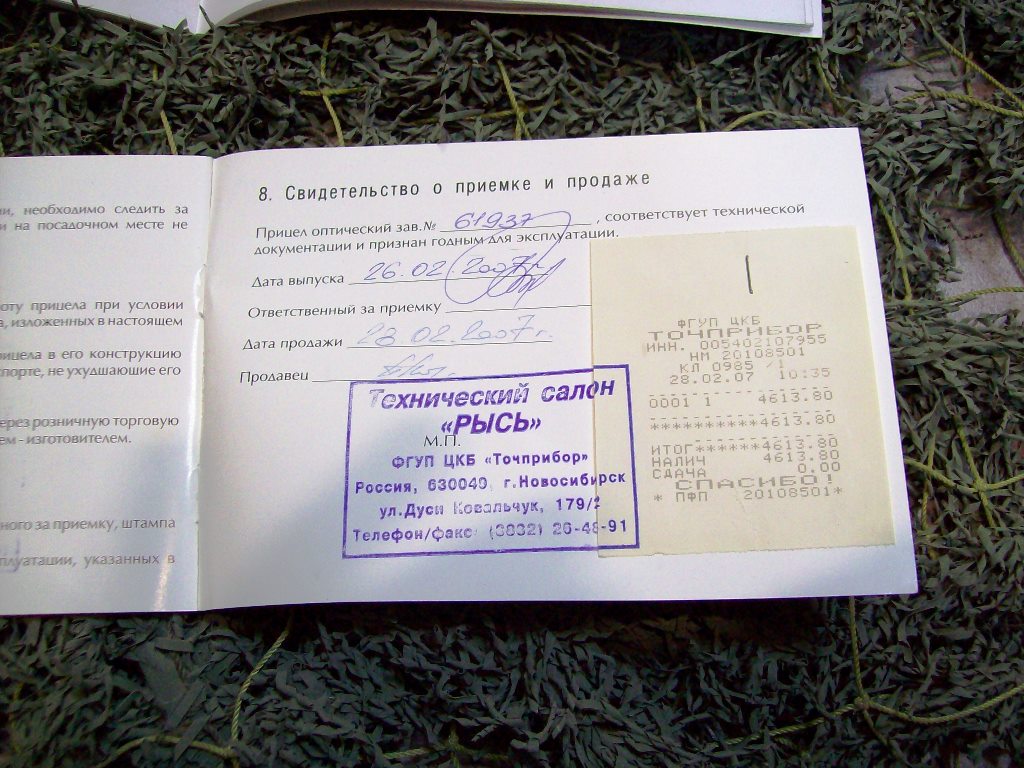 ии, необходимо следить за
и на посадочном месте не
оту прицела при условии
а, изложенных в настоящем
рицела в его конструкцию
спорте, не ухудшающие его
через розничную торговую
ем - изготовителем.
ного за приемку, штампа
плуатации, указанных в
8. Свидетельство о приемке и продаже
Прицел оптический зав.№ 61937, соответствует технической
документации и признан годным для эксплуатации.
Дата выпуска 26.02.2007г.
Ответственный за приемку
Дата продажи 28.02.2007г.
Продавец
М.П.
Технический салон
«РЫСЬ»
ФГУП ЦКБ «Точприбор»
Россия, 630049, г.Новосибирск
ул.Дуси Ковальчук, 179/2
Телефон/факс: (3832) 26-48-91
ФГУП ЦКБ
ТОЧПРИБОР
ИНН. 005402107955
НМ 20108501
КЛ 0985 /1
28.02.07 10:35
0001 1 4613.80
**********4613.80
ИТОГ******4613.80
НАЛИЧ 4613.80
СДАЧА 0.00
СПАСИБО!
* ПФП 20108501*